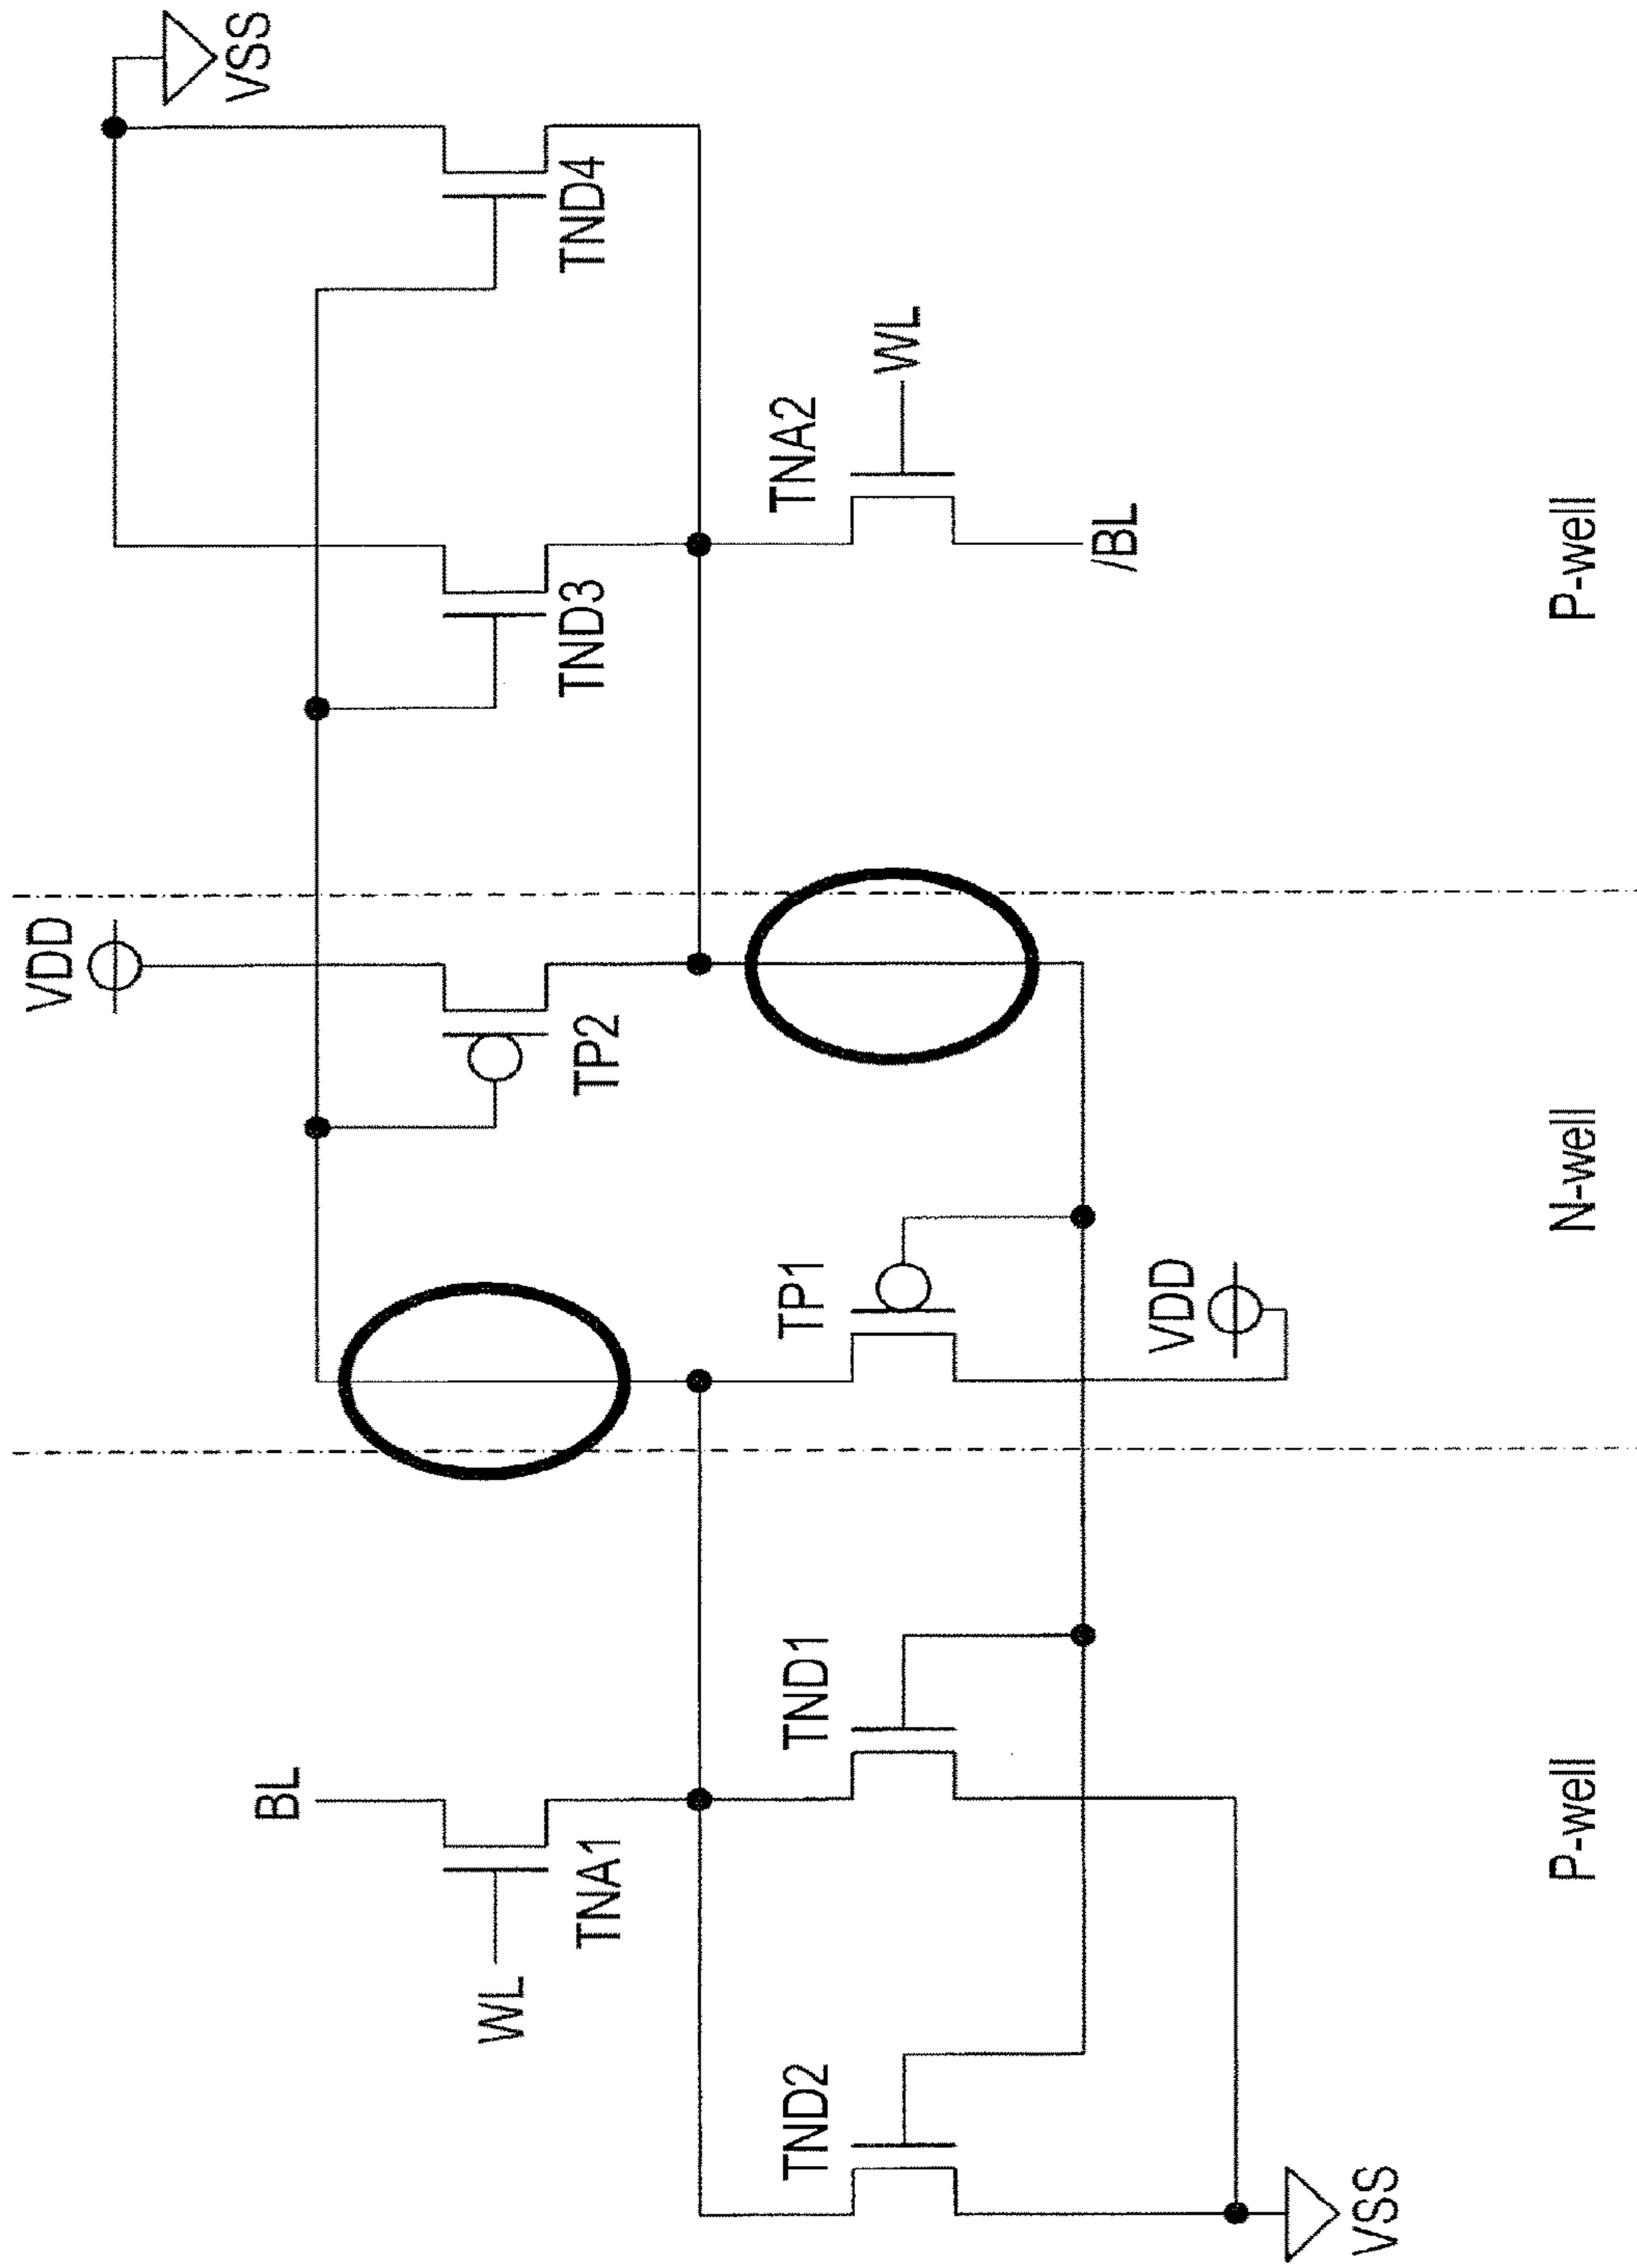 VDD
VSS
BL
WL
TNA1
TP2
TND3
TND4
TND2
TND1
TP1
TNA2
WL
/BL
VDD
VSS
P-well
N-well
P-well